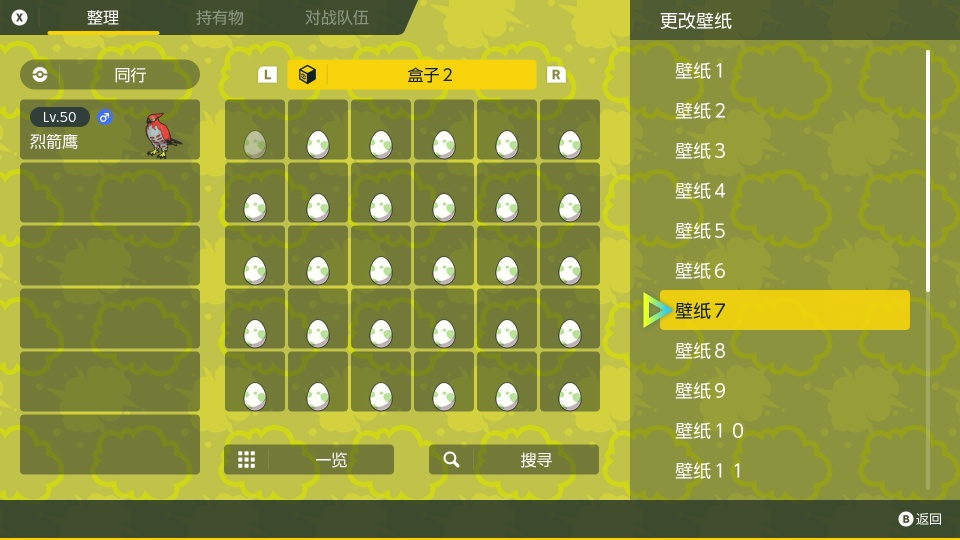 X 整理 持有物 对战队伍
更改壁纸
同行
L 盒子2 R
Lv.50 ♂
烈箭鹰
一览
搜寻
壁纸1
壁纸2
壁纸3
壁纸4
壁纸5
壁纸6
壁纸7
壁纸8
壁纸9
壁纸10
壁纸11
B 返回